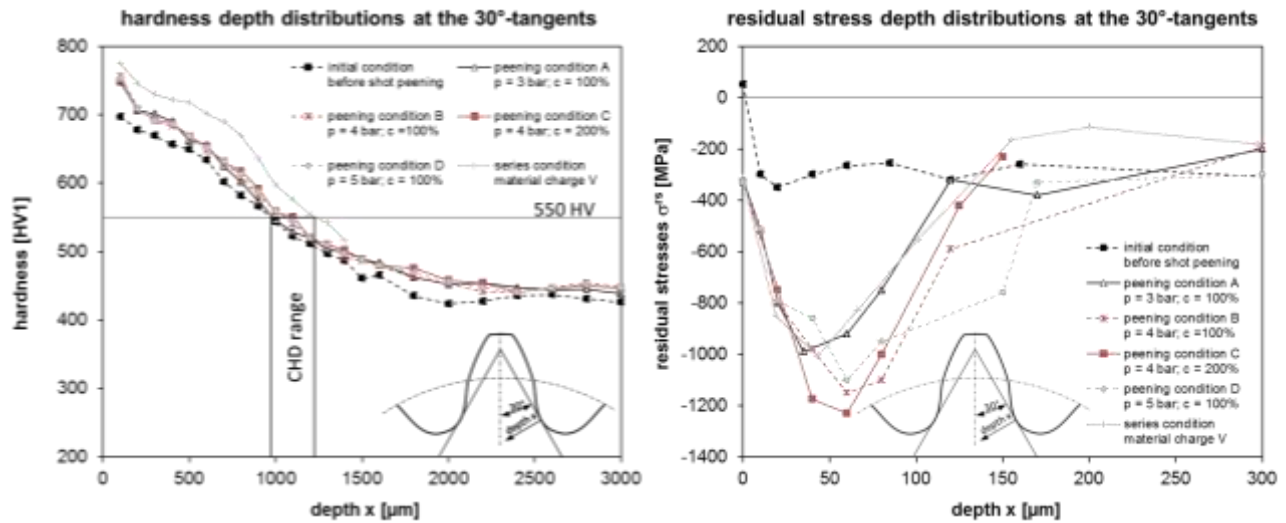 hardness depth distributions at the 30°-tangents
800
700
600
500
400
300
200
hardness [HV1]
initial condition
before shot peening
peening condition A
p = 3 bar; c = 100%
peening condition B
p = 4 bar; c =100%
peening condition C
p = 4 bar; c = 200%
peening condition D
p = 5 bar; c = 100%
series condition
material charge V
550 HV
CHD range
30°
depth x
0
500
1000
1500
2000
2500
3000
depth x [µm]
residual stress depth distributions at the 30°-tangents
200
0
-200
-400
-600
-800
-1000
-1200
-1400
residual stresses σʳˢ [MPa]
initial condition
before shot peening
peening condition A
p = 3 bar; c = 100%
peening condition B
p = 4 bar; c =100%
peening condition C
p = 4 bar; c = 200%
peening condition D
p = 5 bar; c = 100%
series condition
material charge V
30°
depth x
0
50
100
150
200
250
300
depth x [µm]